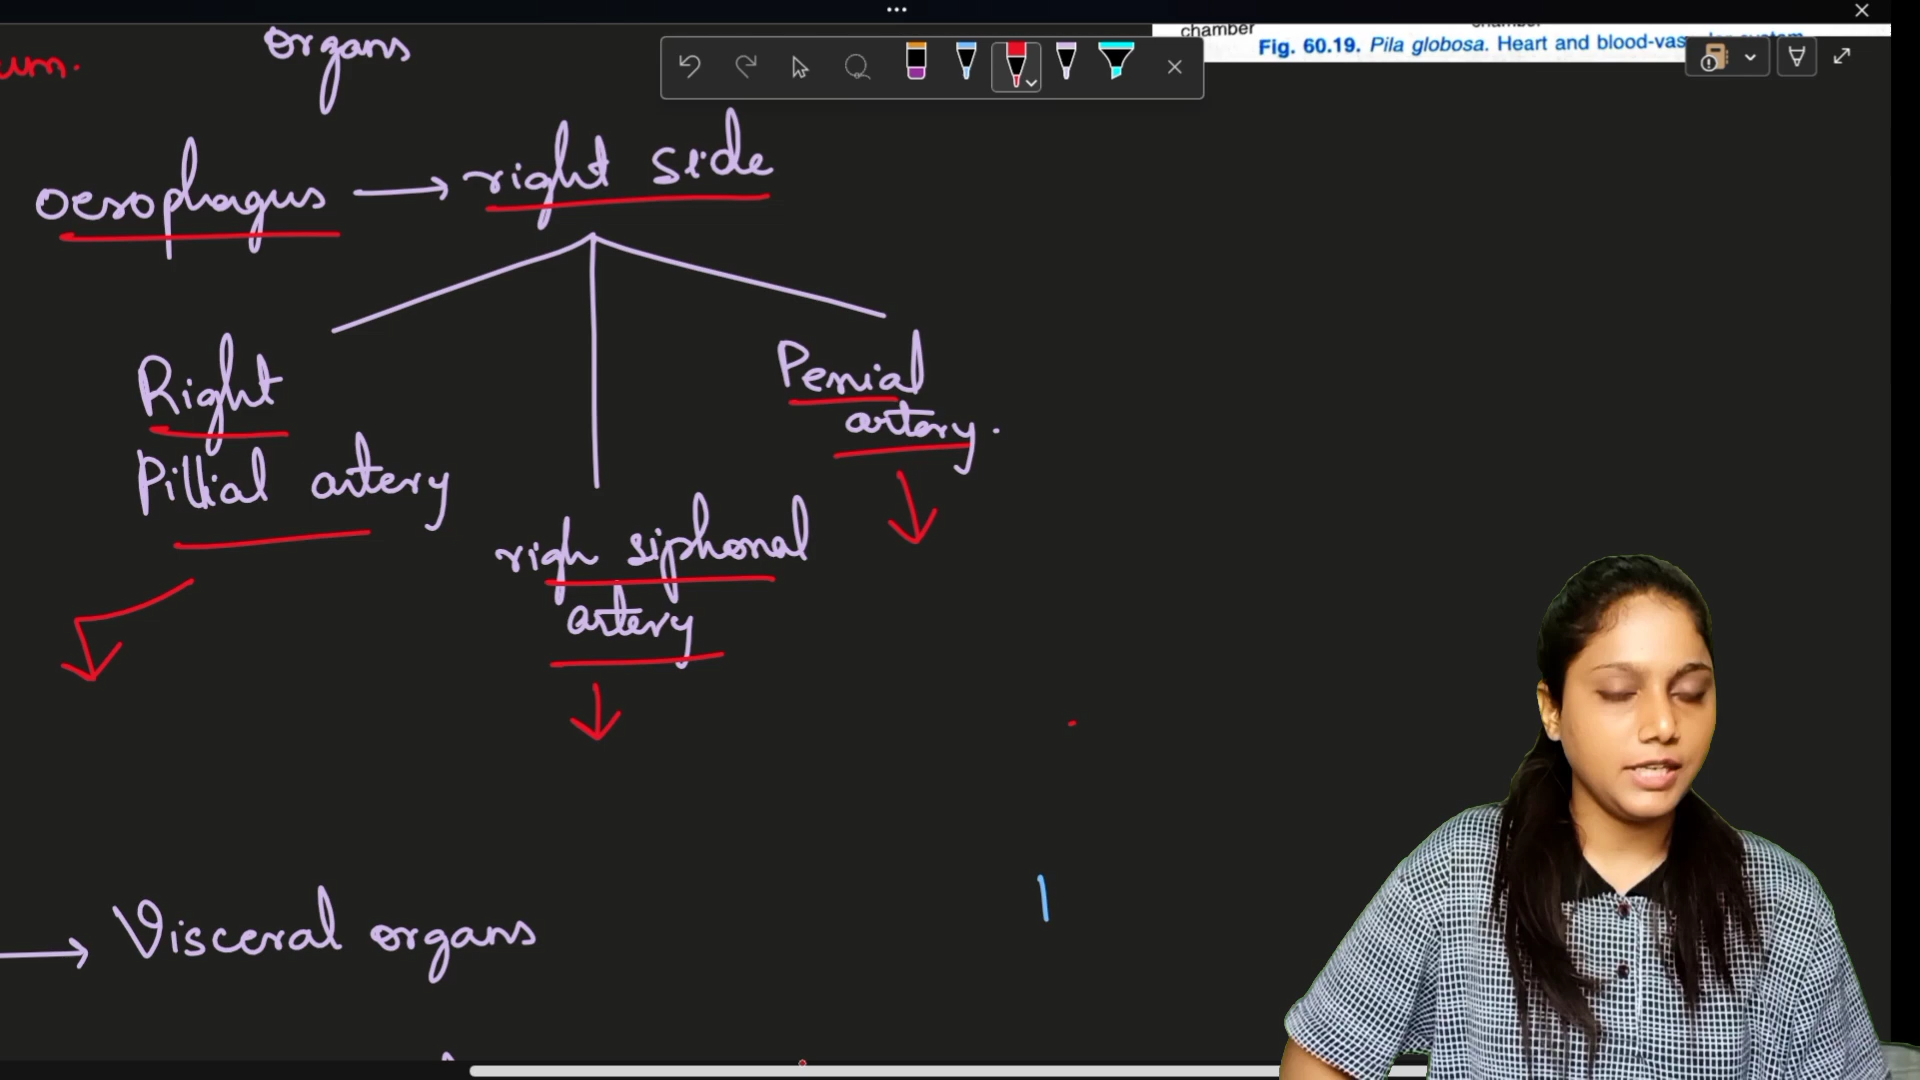 chamber
Fig. 60.19. Pila globosa. Heart and blood-vas
um.
organs
oesophagus → right side
Right
Pillial artery
Penial
artery.
righ siphonal
artery
→ Visceral organs